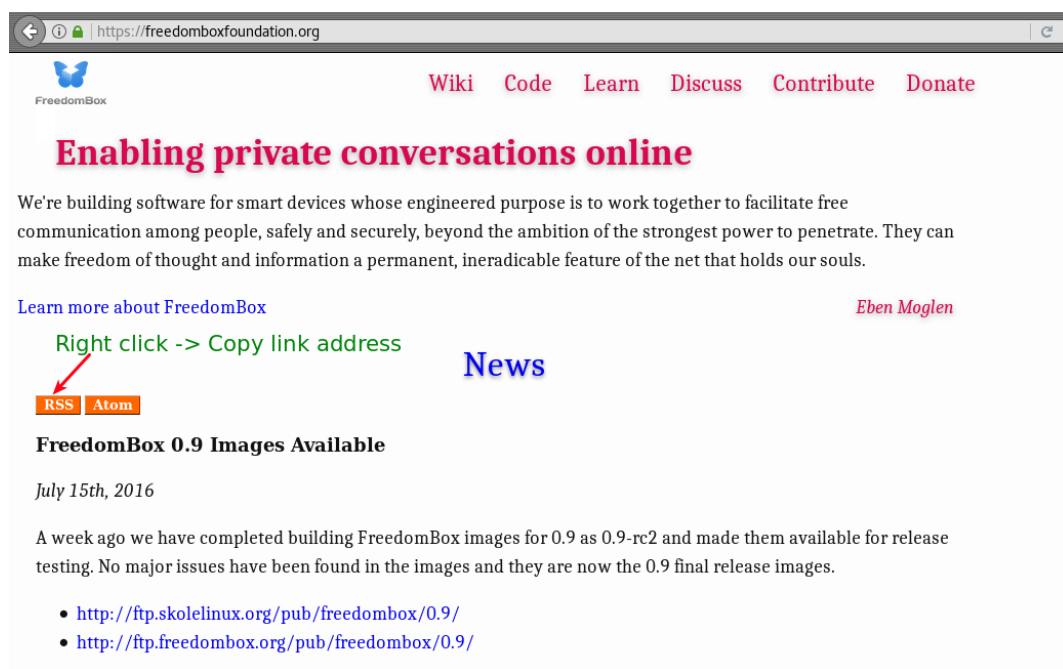 https://freedomboxfoundation.org
FreedomBox
Wiki Code Learn Discuss Contribute Donate
Enabling private conversations online
We're building software for smart devices whose engineered purpose is to work together to facilitate free
communication among people, safely and securely, beyond the ambition of the strongest power to penetrate. They can
make freedom of thought and information a permanent, ineradicable feature of the net that holds our souls.
Learn more about FreedomBox
Eben Moglen
Right click -> Copy link address
News
RSS Atom
FreedomBox 0.9 Images Available
July 15th, 2016
A week ago we have completed building FreedomBox images for 0.9 as 0.9-rc2 and made them available for release
testing. No major issues have been found in the images and they are now the 0.9 final release images.
• http://ftp.skolelinux.org/pub/freedombox/0.9/
• http://ftp.freedombox.org/pub/freedombox/0.9/